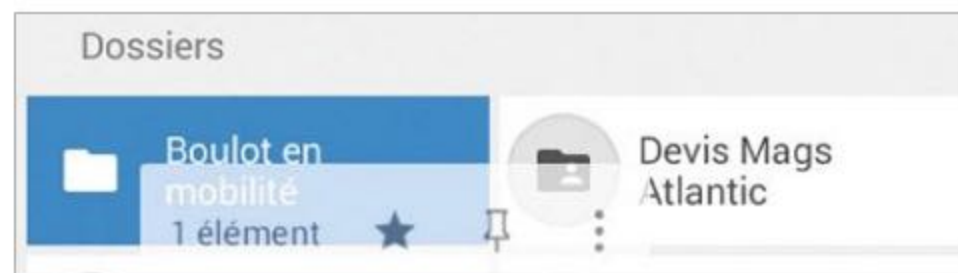 Dossiers
Boulot en
mobilité
1 élément
Devis Mags
Atlantic